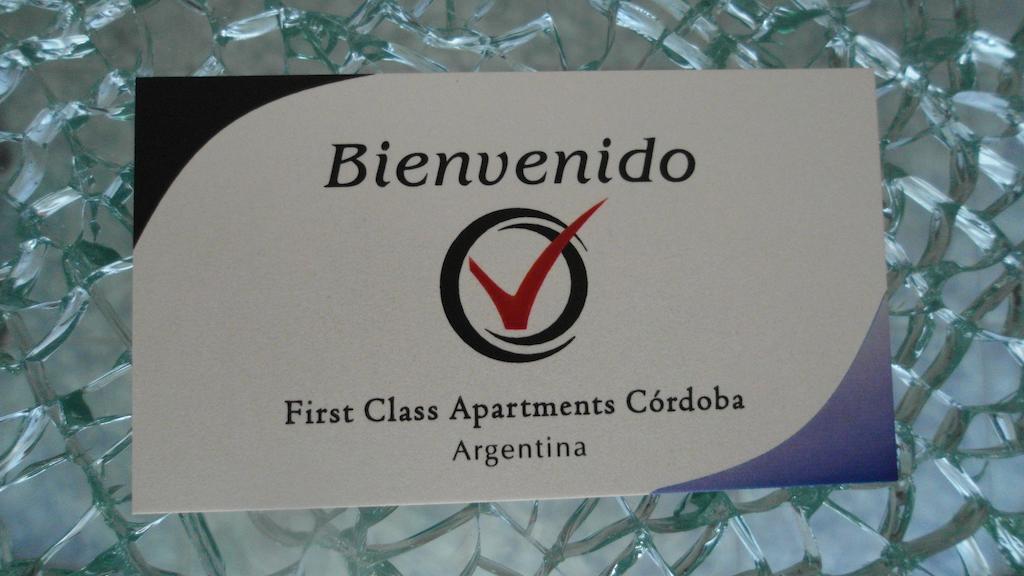 Bienvenido
First Class Apartments Córdoba
Argentina